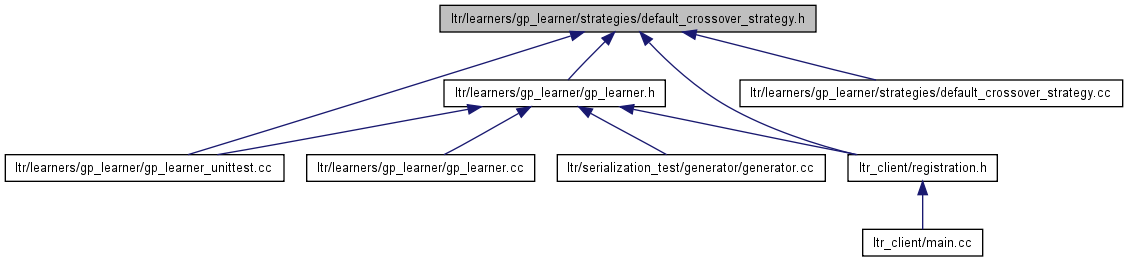 ltr/learners/gp_learner/strategies/default_crossover_strategy.h
ltr/learners/gp_learner/gp_learner.h
ltr/learners/gp_learner/strategies/default_crossover_strategy.cc
ltr/learners/gp_learner/gp_learner_unittest.cc
ltr/learners/gp_learner/gp_learner.cc
ltr/serialization_test/generator/generator.cc
ltr_client/registration.h
ltr_client/main.cc